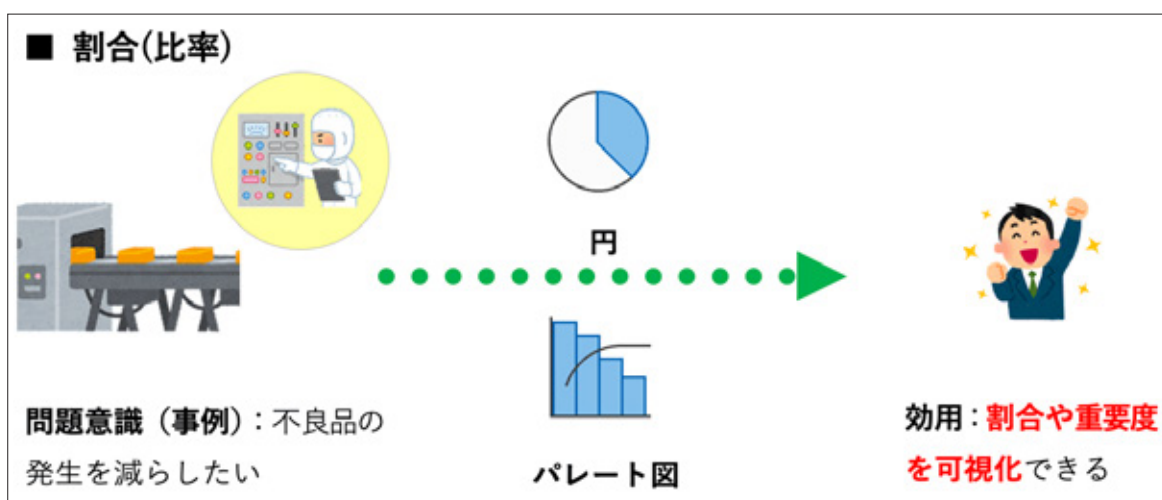 ■ 割合(比率)
円
パレート図
問題意識（事例）：不良品の
発生を減らしたい
効用：割合や重要度
を可視化できる